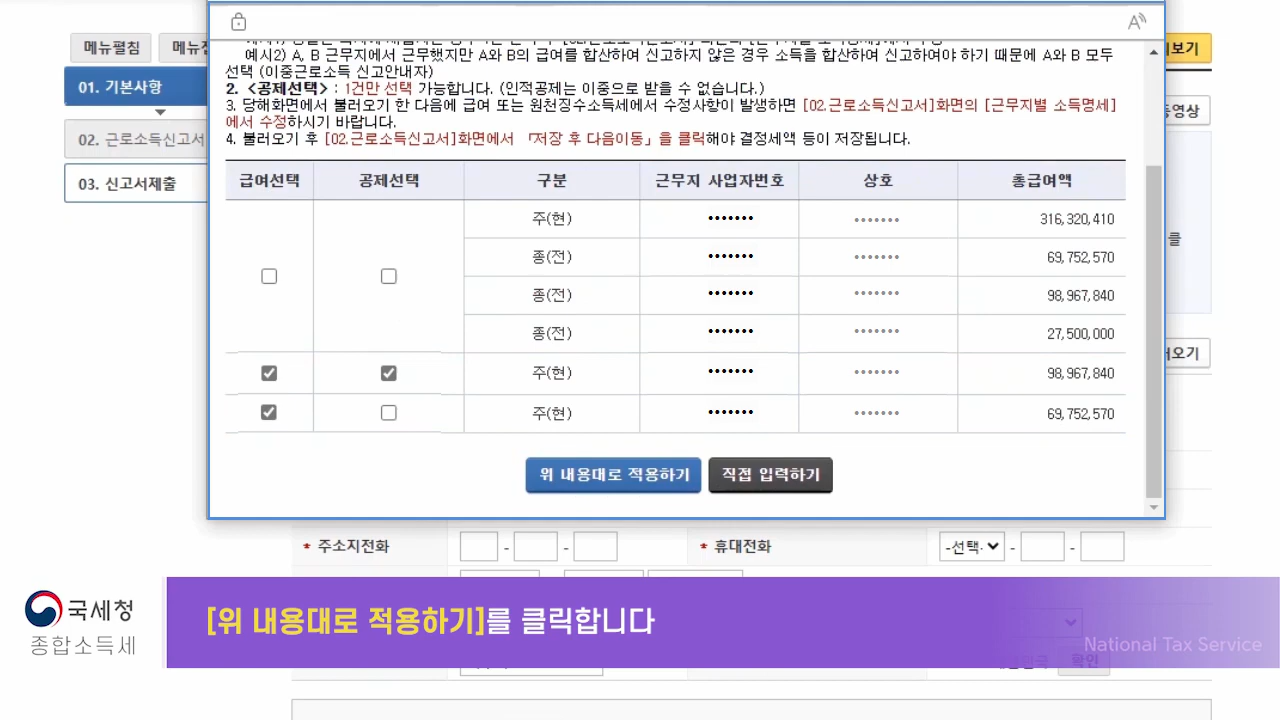 메뉴펼침
01. 기본사항
02. 근로소득신고서
03. 신고서제출
보기
동영상
를
오기
예시2) A, B 근무지에서 근무했지만 A와 B의 급여를 합산하여 신고하지 않은 경우 소득을 합산하여 신고하여야 하기 때문에 A와 B 모두
선택 (이중근로소득 신고안내자)
2. <공제선택> : 1건만 선택 가능합니다. (인적공제는 이중으로 받을 수 없습니다.)
3. 당해화면에서 불러오기 한 다음에 급여 또는 원천징수소득세에서 수정사항이 발생하면 [02.근로소득신고서]화면의 [근무지별 소득명세]
에서 수정하시기 바랍니다.
4. 불러오기 후 [02.근로소득신고서]화면에서 「저장 후 다음이동」을 클릭해야 결정세액 등이 저장됩니다.
급여선택 공제선택 구분 근무지 사업자번호 상호 총급여액
주(현) ••••••• ••••••• 316,320,410
종(전) ••••••• ••••••• 69,752,570
종(전) ••••••• ••••••• 98,967,840
종(전) ••••••• ••••••• 27,500,000
주(현) ••••••• ••••••• 98,967,840
주(현) ••••••• ••••••• 69,752,570
위 내용대로 적용하기 직접 입력하기
* 주소지전화 - - * 휴대전화 -선택- - -
국세청
종합소득세
[위 내용대로 적용하기]를 클릭합니다
National Tax Service
확인